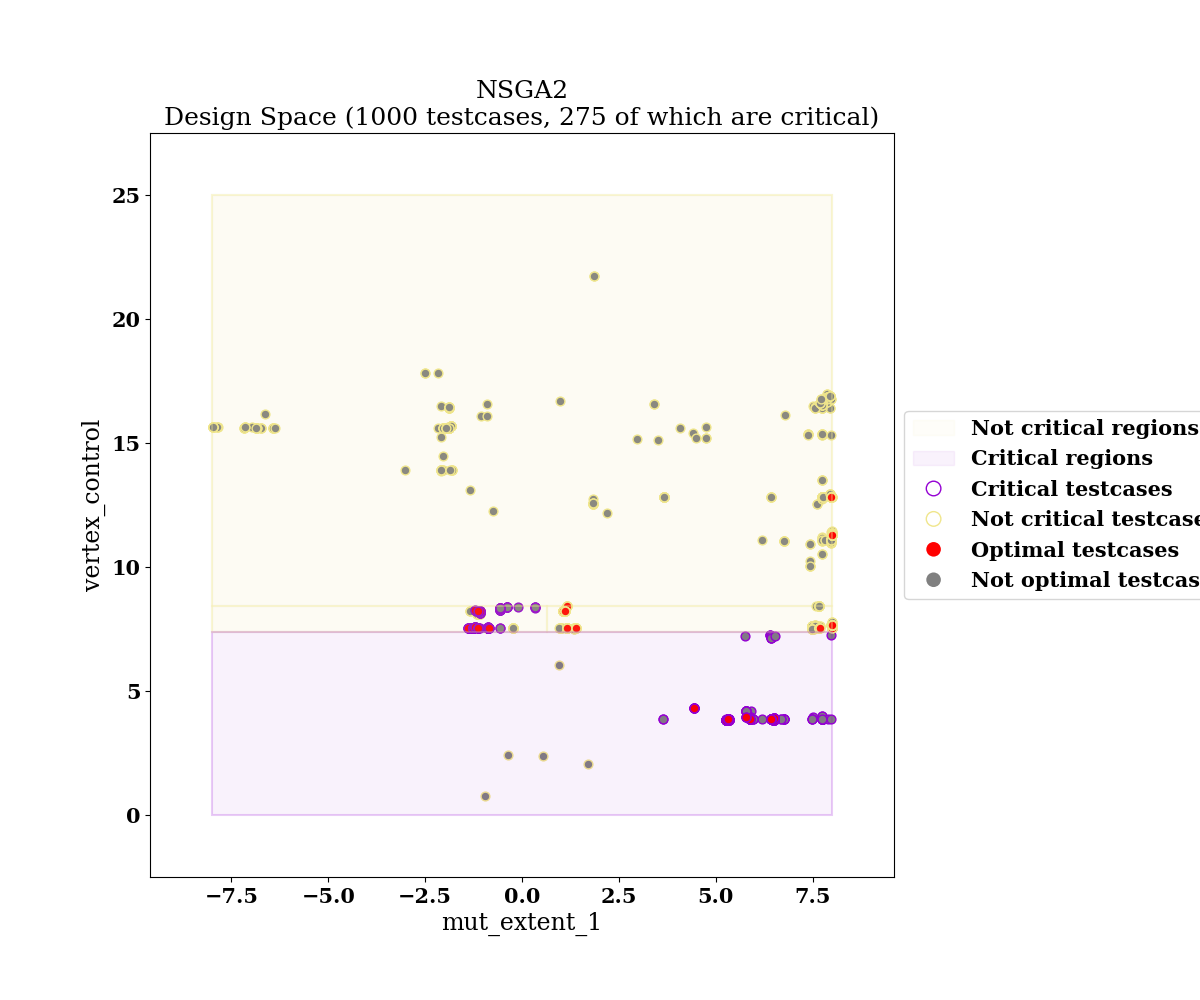 NSGA2
Design Space (1000 testcases, 275 of which are critical)
25
20
15
10
5
0
vertex_control
−7.5
−5.0
−2.5
0.0
2.5
5.0
7.5
mut_extent_1
Not critical regions
Critical regions
Critical testcases
Not critical testcase
Optimal testcases
Not optimal testcas